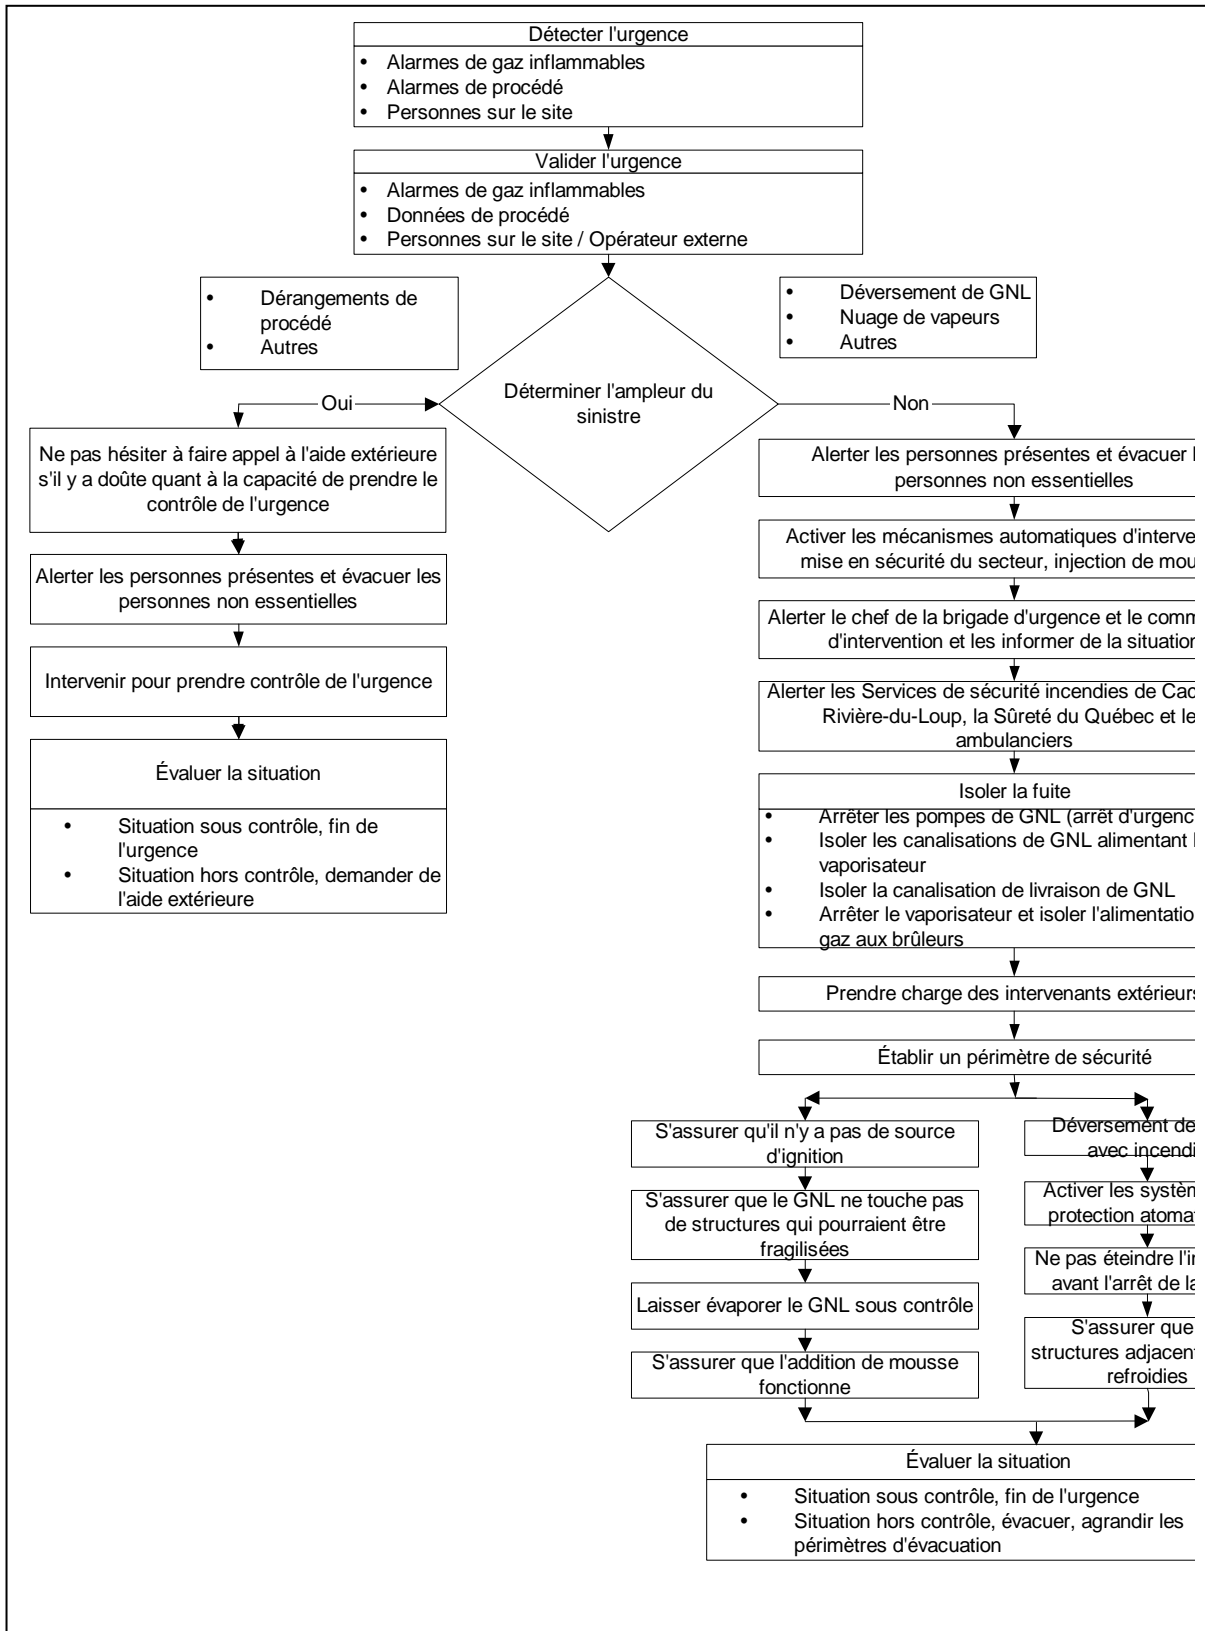 Détecter l'urgence
• Alarmes de gaz inflammables
• Alarmes de procédé
• Personnes sur le site
Valider l'urgence
• Alarmes de gaz inflammables
• Données de procédé
• Personnes sur le site / Opérateur externe
• Dérangements de
procédé
• Autres
• Déversement de GNL
• Nuage de vapeurs
• Autres
Déterminer l'ampleur du
sinistre
Oui
Non
Ne pas hésiter à faire appel à l'aide extérieure
s'il y a doûte quant à la capacité de prendre le
contrôle de l'urgence
Alerter les personnes présentes et évacuer les
personnes non essentielles
Intervenir pour prendre contrôle de l'urgence
Évaluer la situation
• Situation sous contrôle, fin de
l'urgence
• Situation hors contrôle, demander de
l'aide extérieure
Alerter les personnes présentes et évacuer
personnes non essentielles
Activer les mécanismes automatiques
mise en sécurité du secteur, injection de
Alerter le chef de la brigade d'urgence et le
d'intervention et les informer de la situation
Alerter les Services de sécurité incendies de
Rivière-du-Loup, la Sûreté du Québec et
ambulanciers
Isoler la fuite
• Arrêter les pompes de GNL (arrêt
• Isoler les canalisations de GNL alimentant
vaporisateur
• Isoler la canalisation de livraison de GNL
• Arrêter le vaporisateur et isoler
gaz aux brûleurs
Prendre charge des intervenants extérieurs
Établir un périmètre de sécurité
S'assurer qu'il n'y a pas de source
d'ignition
S'assurer que le GNL ne touche pas
de structures qui pourraient être
fragilisées
Laisser évaporer le GNL sous contrôle
S'assurer que l'addition de mousse
fonctionne
Déversement de
avec
Activer les
protection
Ne pas éteindre
avant l'arrêt de
S'assurer que
structures
refroidies
Évaluer la situation
• Situation sous contrôle, fin de l'urgence
• Situation hors contrôle, évacuer, agrandir les
périmètres d'évacuation